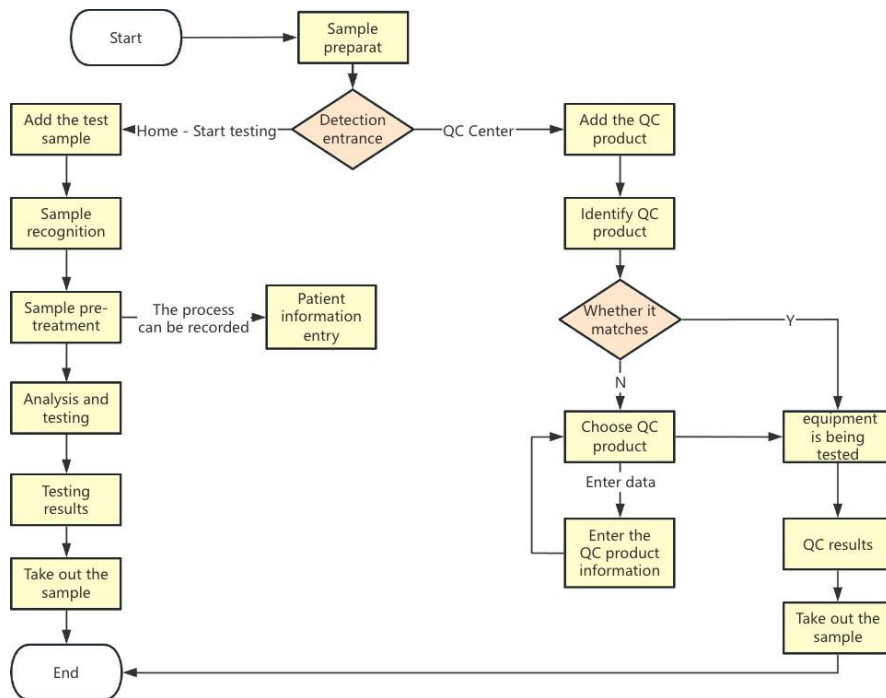 Start
Sample
preparat
Detection
entrance
Home - Start testing
QC Center
Add the test
sample
Add the QC
product
Sample
recognition
Identify QC
product
Sample pre-
treatment
The process
can be recorded
Patient
information
entry
Whether it
matches
Y
N
Analysis and
testing
Choose QC
product
equipment
is being
tested
Enter data
Testing
results
Enter the
QC product
information
QC results
Take out the
sample
Take out the
sample
End